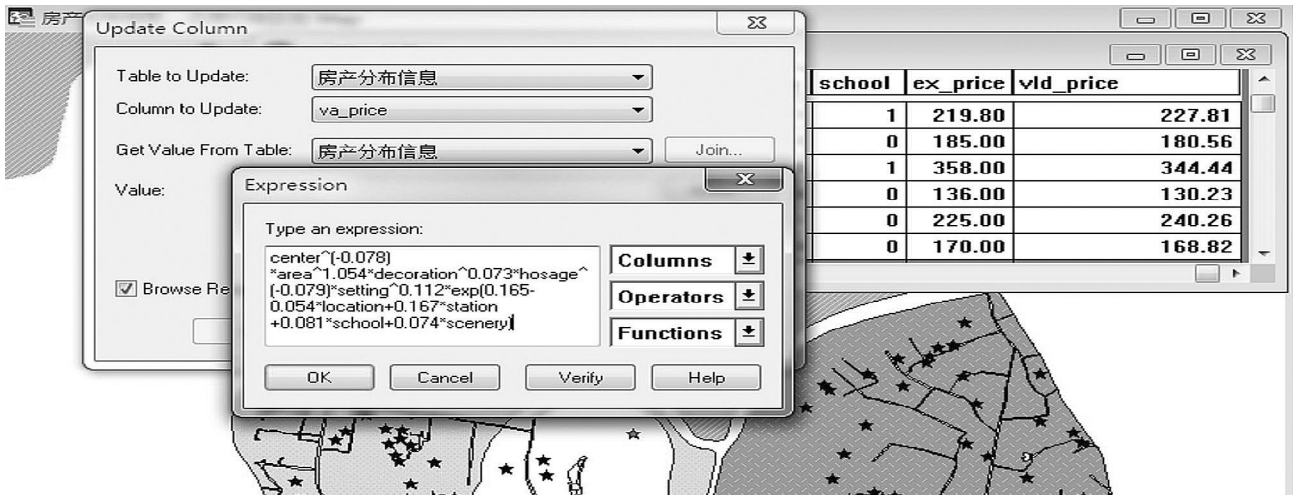 房产
Update Column
Table to Update:
房产分布信息
Column to Update:
va_price
Get Value From Table:
房产分布信息
Join...
Value:
Browse Re
Expression
Type an expression:
center^(-0.078)
*area^1.054*decoration^0.073*hosage^
(-0.079)*setting^0.112*exp(0.165-
0.054*location+0.167*station
+0.081*school+0.074*scenery)
Columns
Operators
Functions
OK Cancel Verify Help
school ex_price vld_price
1 219.80 227.81
0 185.00 180.56
1 358.00 344.44
0 136.00 130.23
0 225.00 240.26
0 170.00 168.82